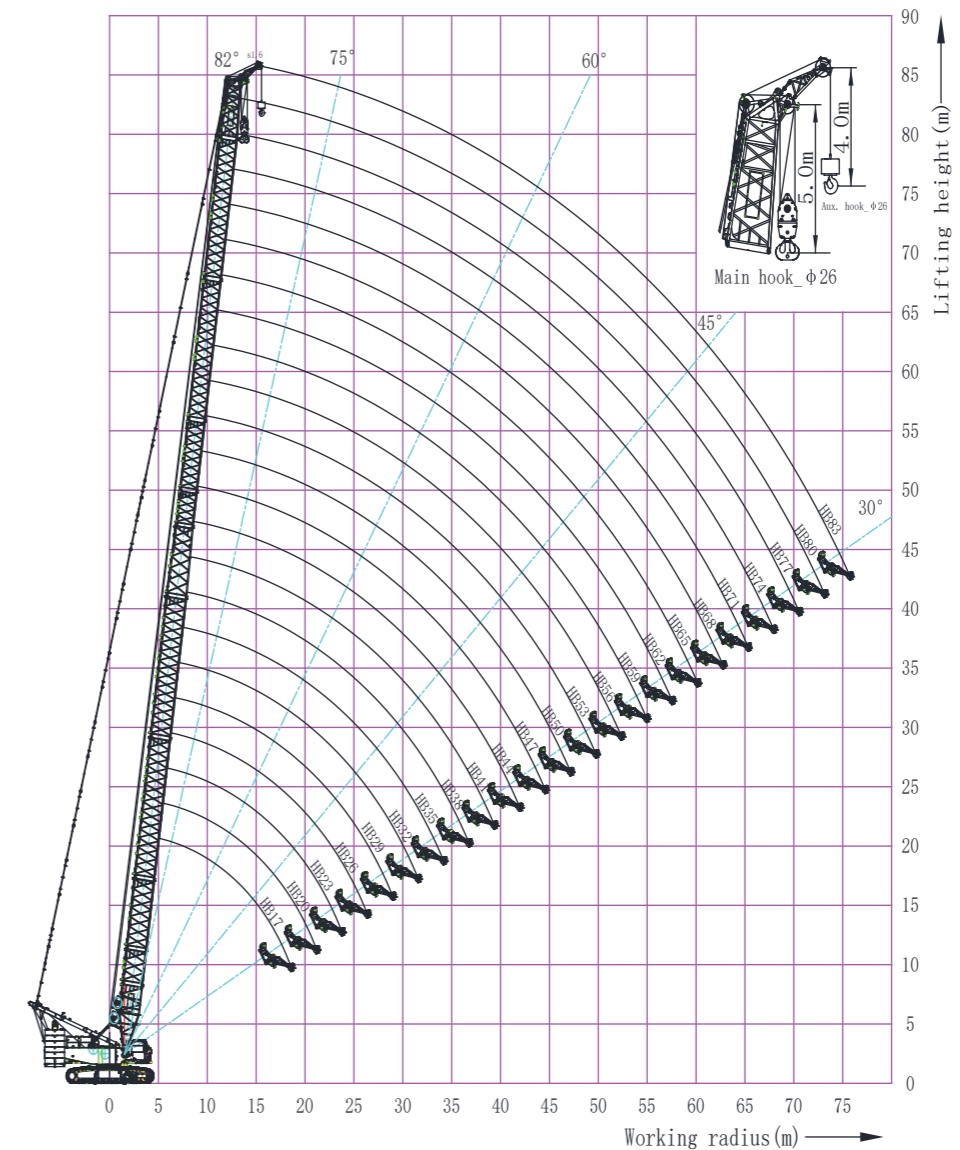 82°
s1.6
75°
60°
45°
30°
5.0m
4.0m
Aux. hook_φ26
Main hook_φ26
90
85
80
75
70
65
60
55
50
45
40
35
30
25
20
15
10
5
0
Lifting height(m)
HB83
HB80
HB77
HB74
HB71
HB68
HB65
HB62
HB59
HB56
HB53
HB50
HB47
HB44
HB41
HB38
HB35
HB32
HB29
HB26
HB23
HB20
HB17
0 5 10 15 20 25 30 35 40 45 50 55 60 65 70 75
Working radius(m)